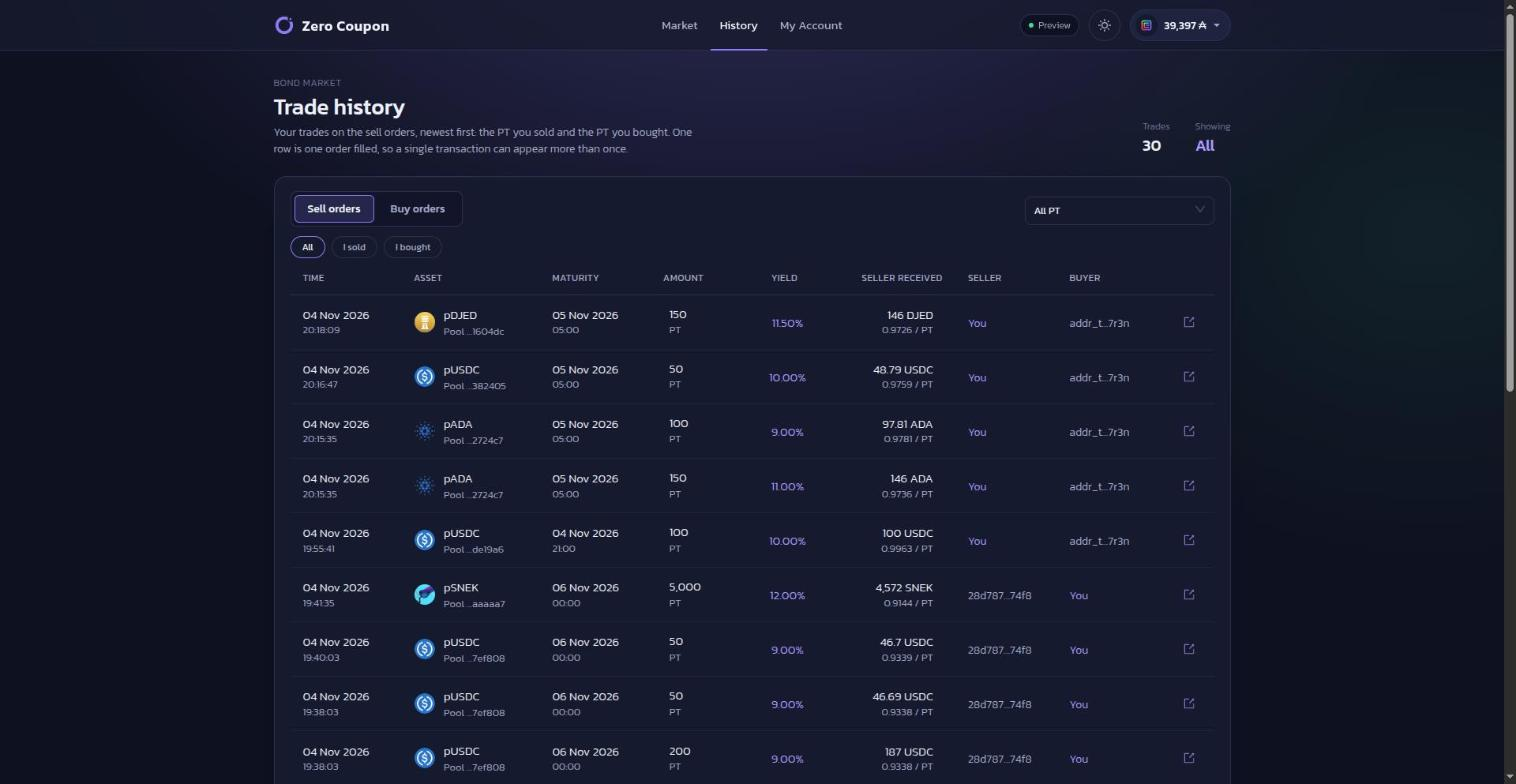 Zero Coupon
Market History My Account
Preview
39,397 ₳
BOND MARKET
Trade history
Your trades on the sell orders, newest first: the PT you sold and the PT you bought. One
row is one order filled, so a single transaction can appear more than once.
Trades Showing
30 All
Sell orders Buy orders
All PT
All I sold I bought
TIME ASSET MATURITY AMOUNT YIELD SELLER RECEIVED SELLER BUYER
04 Nov 2026 pDJED 05 Nov 2026 150 11.50% 146 DJED You addr_t...7r3n
20:18:09 Pool ...1604dc 05:00 PT 0.9726 / PT
04 Nov 2026 pUSDC 05 Nov 2026 50 10.00% 48.79 USDC You addr_t...7r3n
20:16:47 Pool ...382405 05:00 PT 0.9759 / PT
04 Nov 2026 pADA 05 Nov 2026 100 9.00% 97.81 ADA You addr_t...7r3n
20:15:35 Pool ...2724c7 05:00 PT 0.9781 / PT
04 Nov 2026 pADA 05 Nov 2026 150 11.00% 146 ADA You addr_t...7r3n
20:15:35 Pool ...2724c7 05:00 PT 0.9736 / PT
04 Nov 2026 pUSDC 04 Nov 2026 100 10.00% 100 USDC You addr_t...7r3n
19:55:41 Pool ...de19a6 21:00 PT 0.9963 / PT
04 Nov 2026 pSNEK 06 Nov 2026 5,000 12.00% 4,572 SNEK 28d787...74f8 You
19:41:35 Pool ...aaaaa7 00:00 PT 0.9144 / PT
04 Nov 2026 pUSDC 06 Nov 2026 50 9.00% 46.7 USDC 28d787...74f8 You
19:40:03 Pool ...7ef808 00:00 PT 0.9339 / PT
04 Nov 2026 pUSDC 06 Nov 2026 50 9.00% 46.69 USDC 28d787...74f8 You
19:38:03 Pool ...7ef808 00:00 PT 0.9338 / PT
04 Nov 2026 pUSDC 06 Nov 2026 200 9.00% 187 USDC 28d787...74f8 You
19:38:03 Pool ...7ef808 00:00 PT 0.9338 / PT